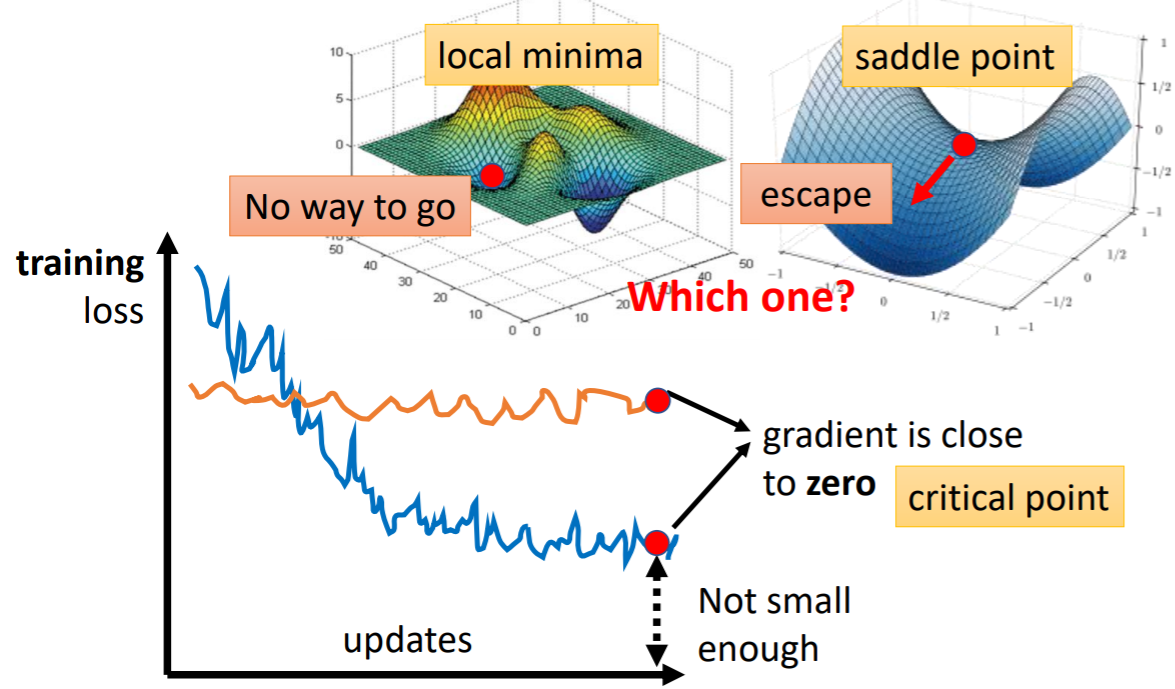 local minima
saddle point
No way to go
escape
Which one?
10
5
0
50
40
30
20
10
0
0
10
20
30
40
50
1
1/2
0
−1/2
−1
−1
0
1/2
1
−1
−1/2
0
1/2
1
training
loss
gradient is close
to zero
critical point
Not small
enough
updates